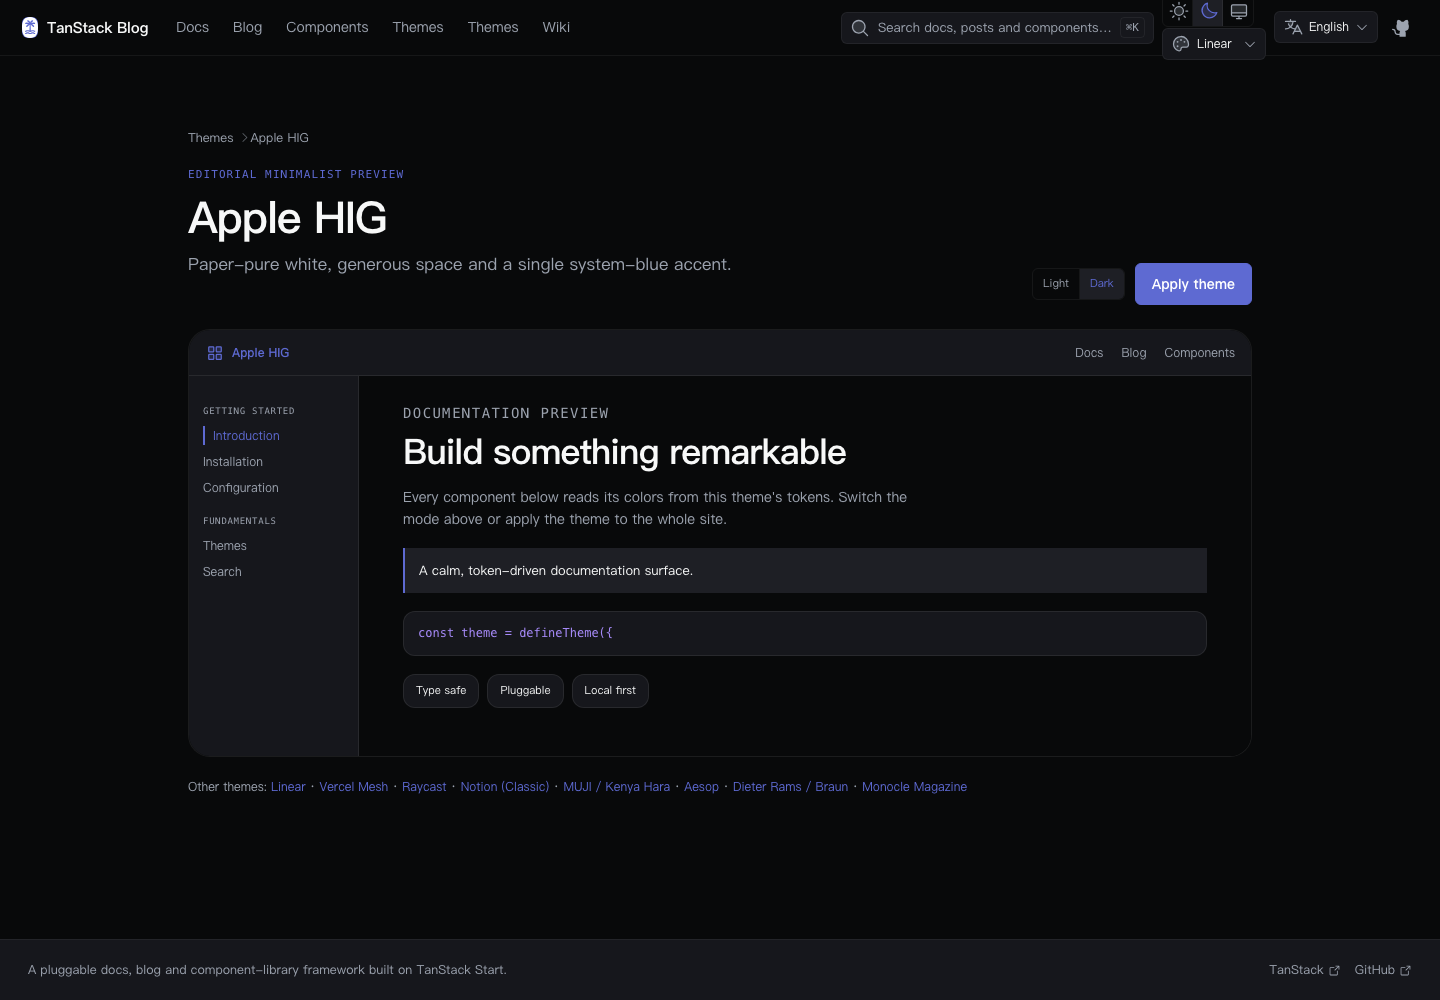 TanStack Blog
Docs
Blog
Components
Themes
Themes
Wiki
Search docs, posts and components...
⌘K
Linear
English
Themes
Apple HIG
EDITORIAL MINIMALIST PREVIEW
Apple HIG
Paper-pure white, generous space and a single system-blue accent.
Light
Dark
Apply theme
Apple HIG
Docs
Blog
Components
GETTING STARTED
Introduction
Installation
Configuration
FUNDAMENTALS
Themes
Search
DOCUMENTATION PREVIEW
Build something remarkable
Every component below reads its colors from this theme's tokens. Switch the
mode above or apply the theme to the whole site.
A calm, token-driven documentation surface.
const theme = defineTheme({
Type safe
Pluggable
Local first
Other themes: Linear · Vercel Mesh · Raycast · Notion (Classic) · MUJI / Kenya Hara · Aesop · Dieter Rams / Braun · Monocle Magazine
A pluggable docs, blog and component-library framework built on TanStack Start.
TanStack
GitHub